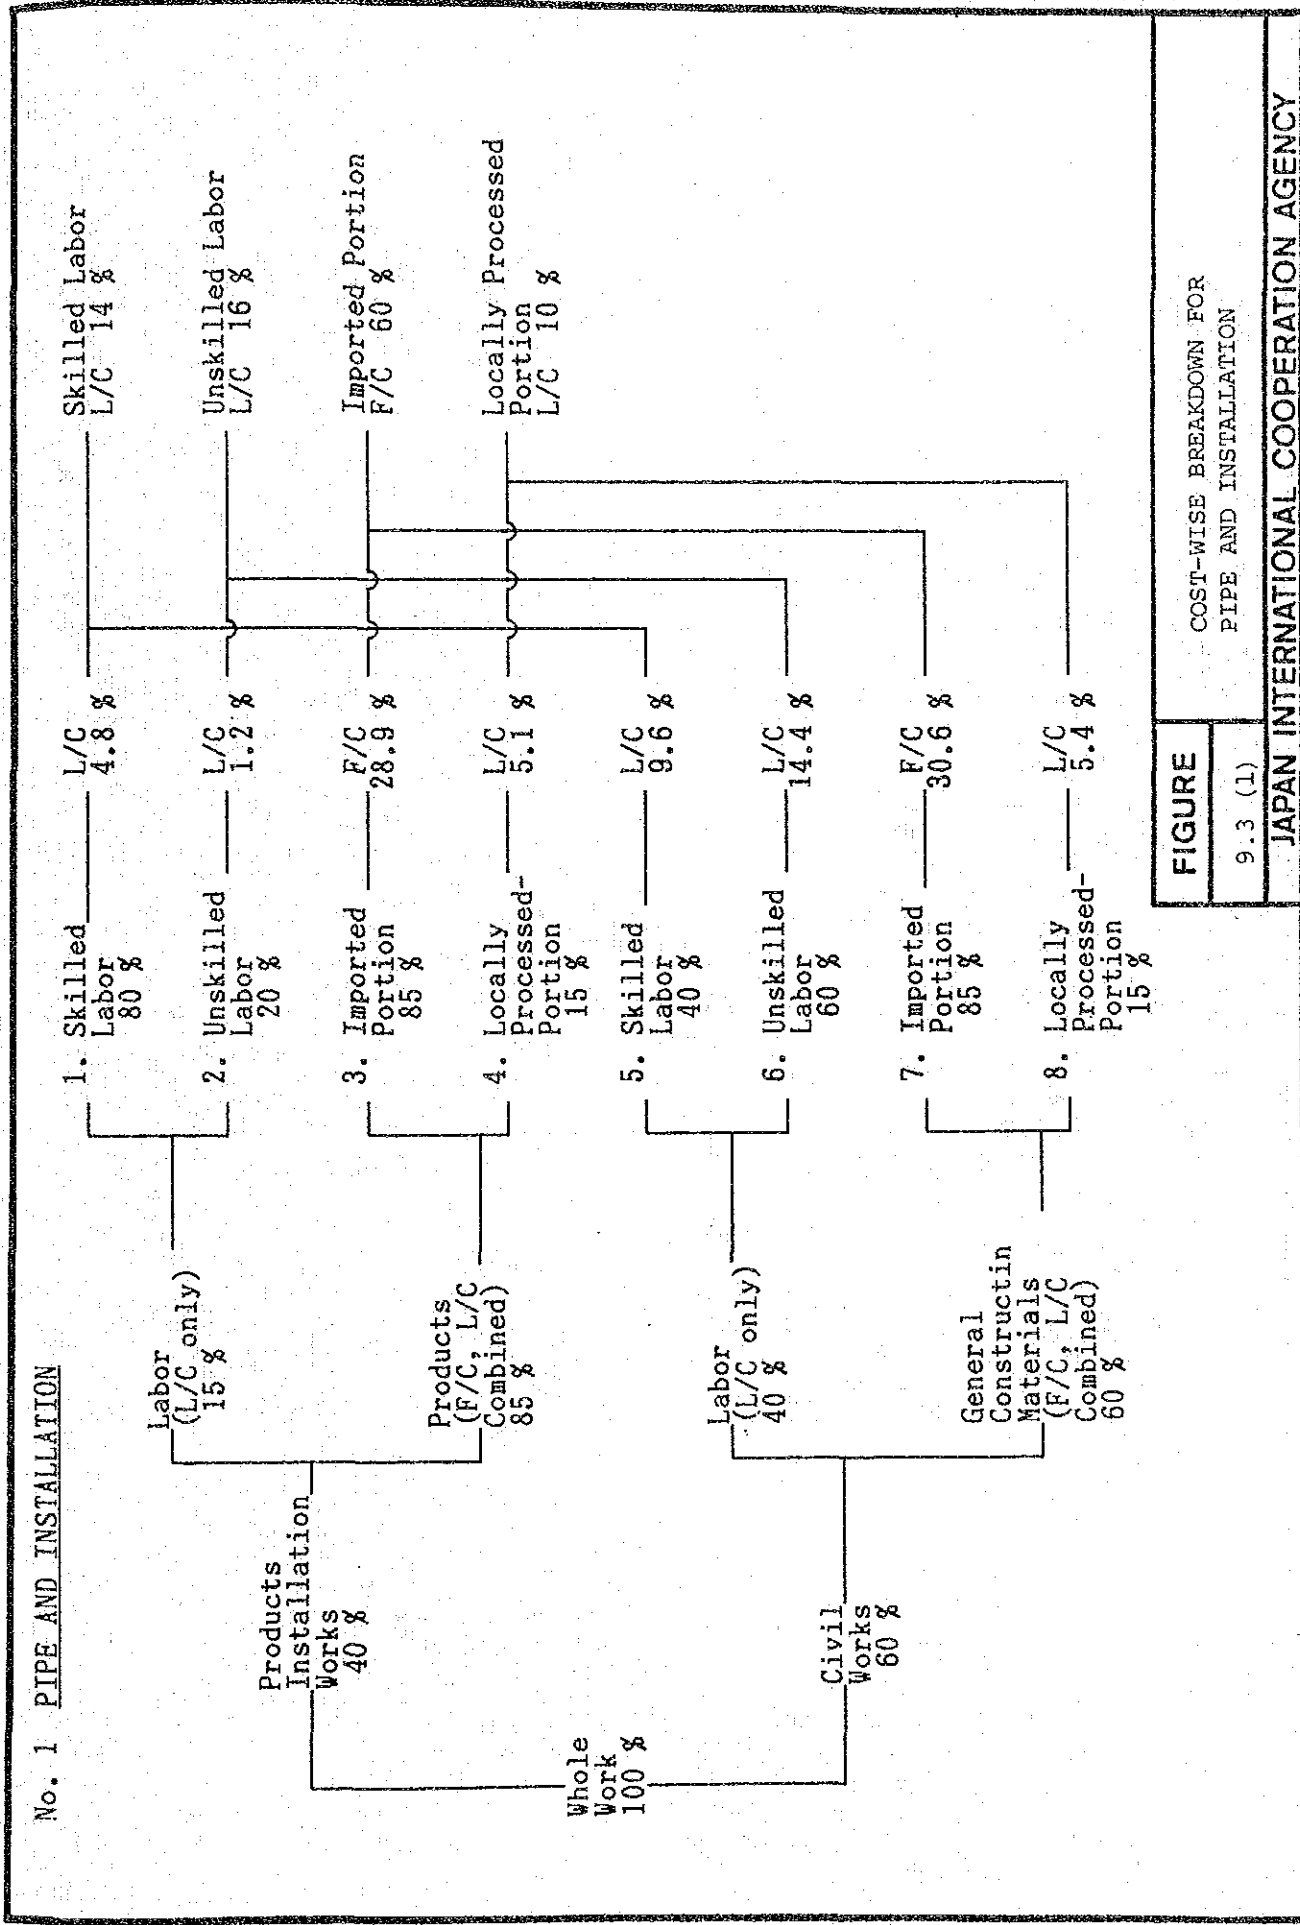 No. 1 PIPE AND INSTALLATION
Whole
Work
100 %
Products
Installation
Works
40 %
Civil
Works
60 %
Labor
(L/C only)
15 %
Products
(F/C, L/C
Combined)
85 %
Labor
(L/C only)
40 %
General
Constructin
Materials
(F/C, L/C
Combined)
60 %
1. Skilled
Labor
80 %
2. Unskilled
Labor
20 %
3. Imported
Portion
85 %
4. Locally
Processed-
Portion
15 %
5. Skilled
Labor
40 %
6. Unskilled
Labor
60 %
7. Imported
Portion
85 %
8. Locally
Processed-
Portion
15 %
L/C
4.8 %
L/C
1.2 %
F/C
28.9 %
L/C
5.1 %
L/C
9.6 %
L/C
14.4 %
F/C
30.6 %
L/C
5.4 %
Skilled Labor
L/C 14 %
Unskilled Labor
L/C 16 %
Imported Portion
F/C 60 %
Locally Processed
Portion
L/C 10 %
FIGURE
9.3 (1)
COST-WISE BREAKDOWN FOR
PIPE AND INSTALLATION
JAPAN INTERNATIONAL COOPERATION AGENCY